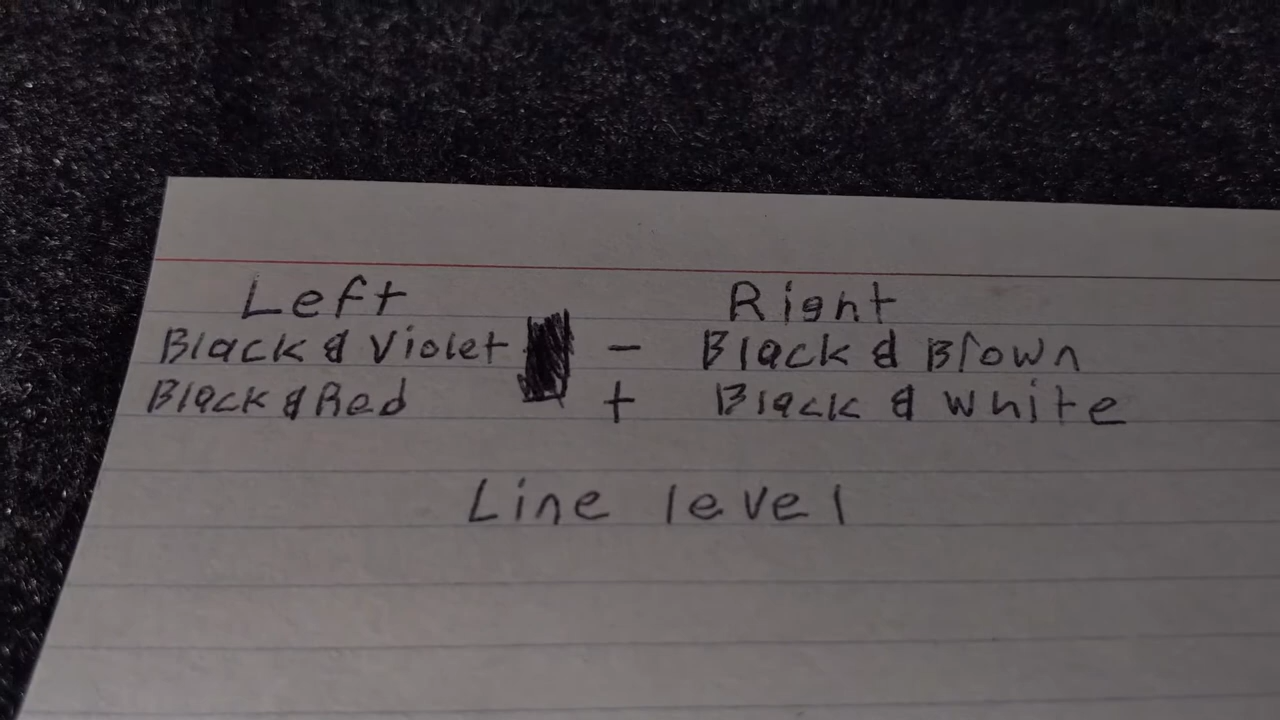 Left Right
Black & Violet - Black & Brown
Black & Red + Black & White
Line level